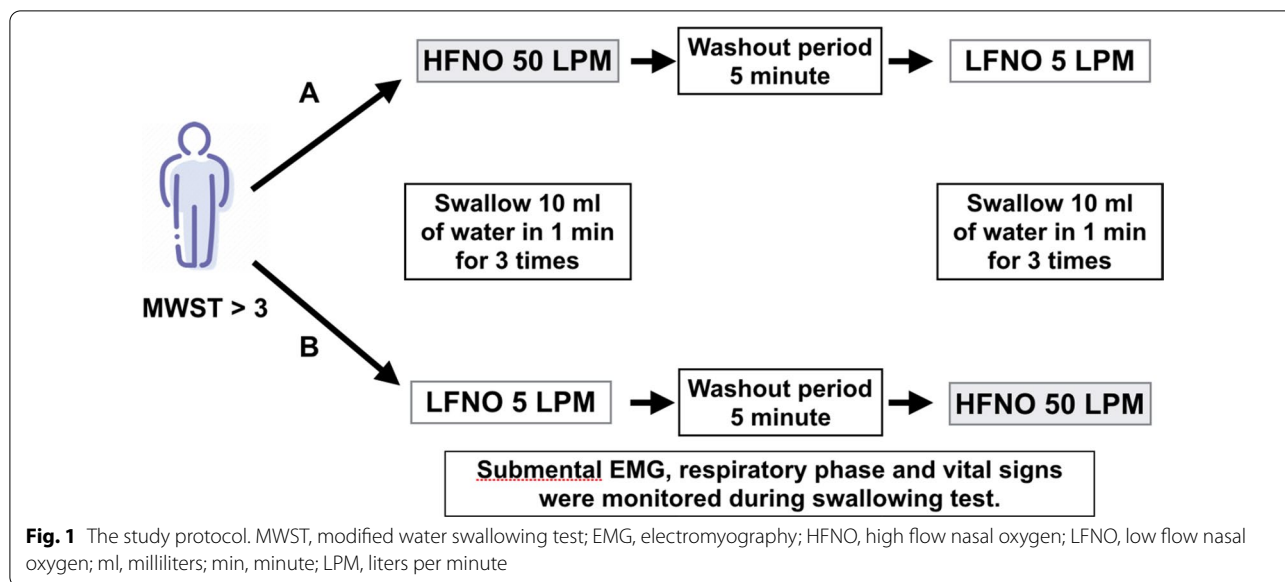 A
HFNO 50 LPM
Washout period
5 minute
LFNO 5 LPM
MWST > 3
Swallow 10 ml
of water in 1 min
for 3 times
Swallow 10 ml
of water in 1 min
for 3 times
B
LFNO 5 LPM
Washout period
5 minute
HFNO 50 LPM
Submental EMG, respiratory phase and vital signs
were monitored during swallowing test.
Fig. 1 The study protocol. MWST, modified water swallowing test; EMG, electromyography; HFNO, high flow nasal oxygen; LFNO, low flow nasal
oxygen; ml, milliliters; min, minute; LPM, liters per minute